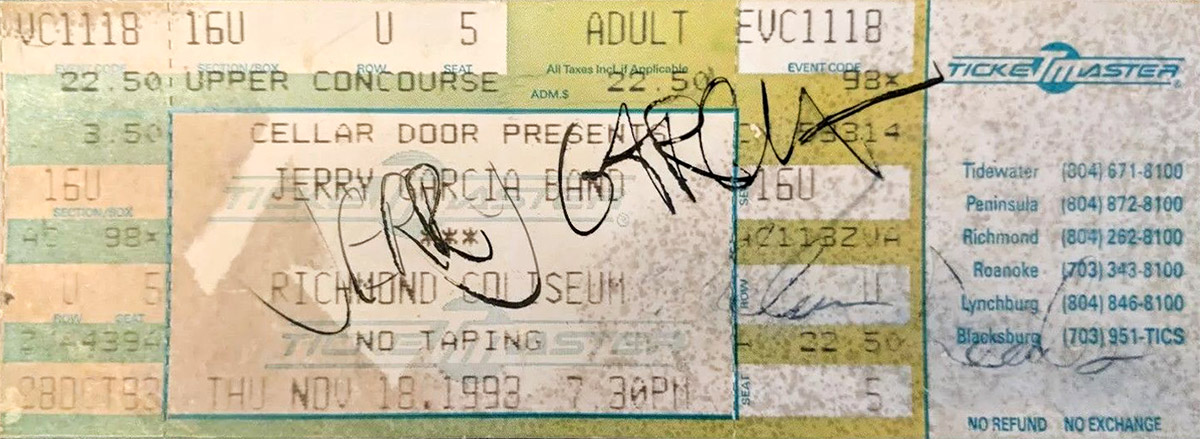 VC1118 16U U 5 ADULT EVC1118
EVENT CODE SECTION/BOX ROW SEAT All Taxes Incl. if Applicable EVENT CODE
22.50 UPPER CONCOURSE ADM.$ 22.50 98*
TICKETMASTER
3.50 CELLAR DOOR PRESENTS
16U JERRY GARCIA BAND 16U
SECTION/BOX
98* ***
JERRY GARCIA
U 5 RICHMOND COLISEUM U
ROW SEAT ROW
NO TAPING 22.50
THU NOV 18,1993 7:30PM 5
SEAT
TICKETMASTER
TICKETMASTER
Tidewater (804) 671-8100
Peninsula (804) 872-8100
Richmond (804) 262-8100
Roanoke (703) 343-8100
Lynchburg (804) 846-8100
Blacksburg (703) 951-TICS
NO REFUND NO EXCHANGE